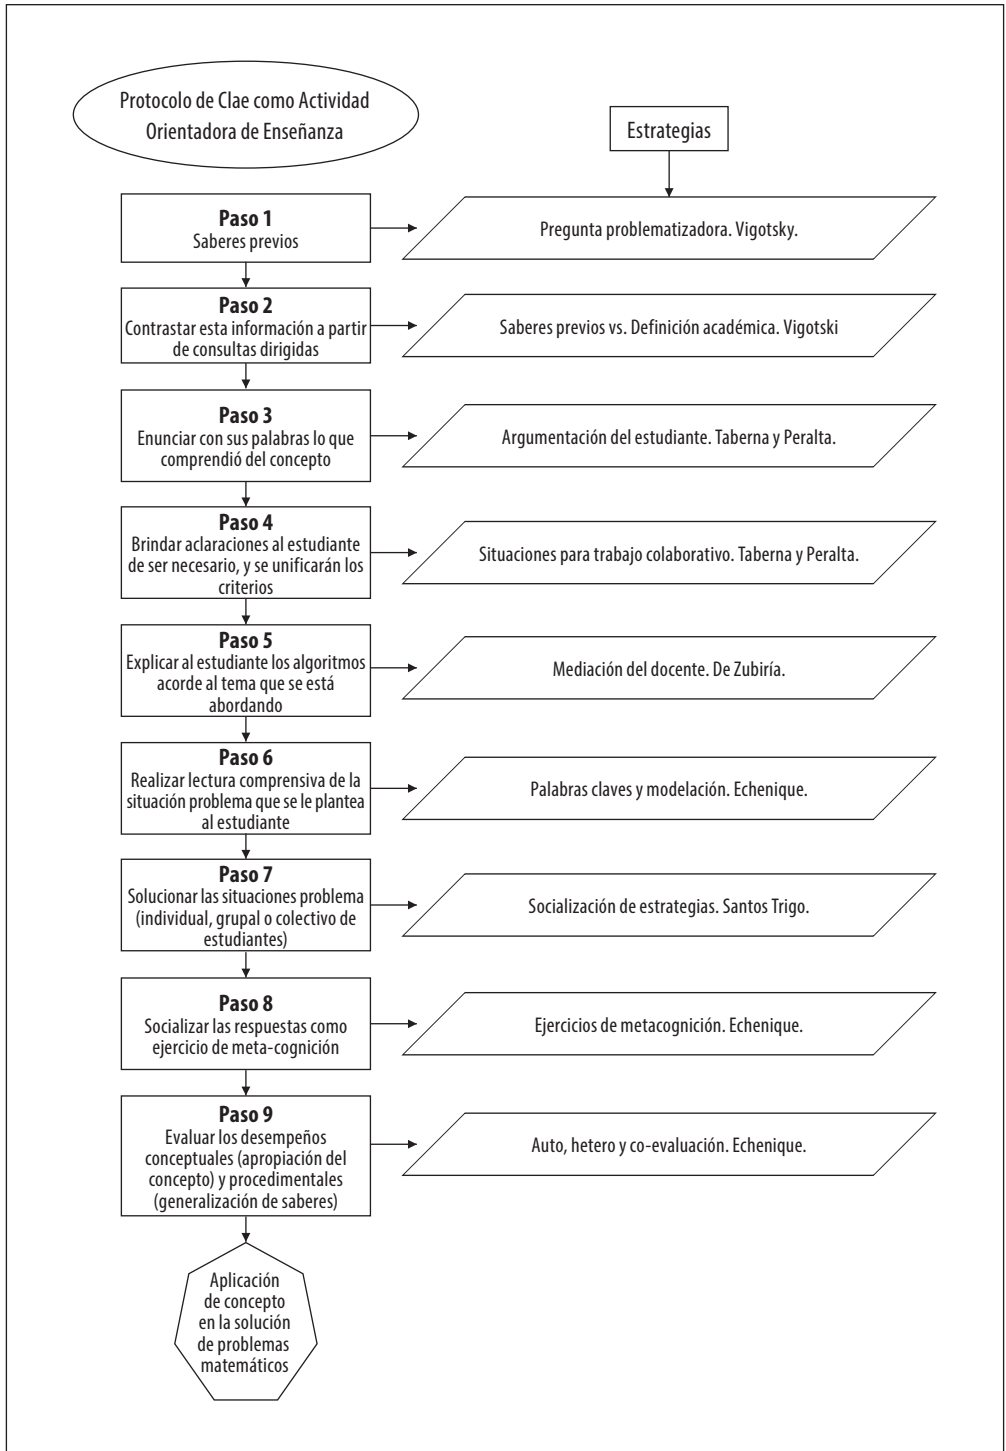 Protocolo de Clae como Actividad
Orientadora de Enseñanza
Estrategias
Paso 1
Saberes previos
Pregunta problematizadora. Vigotsky.
Paso 2
Contrastar esta información a partir
de consultas dirigidas
Saberes previos vs. Definición académica. Vigotski
Paso 3
Enunciar con sus palabras lo que
comprendió del concepto
Argumentación del estudiante. Taberna y Peralta.
Paso 4
Brindar aclaraciones al estudiante
de ser necesario, y se unificarán los
criterios
Situaciones para trabajo colaborativo. Taberna y Peralta.
Paso 5
Explicar al estudiante los algoritmos
acorde al tema que se está
abordando
Mediación del docente. De Zubiría.
Paso 6
Realizar lectura comprensiva de la
situación problema que se le plantea
al estudiante
Palabras claves y modelación. Echenique.
Paso 7
Solucionar las situaciones problema
(individual, grupal o colectivo de
estudiantes)
Socialización de estrategias. Santos Trigo.
Paso 8
Socializar las respuestas como
ejercicio de meta-cognición
Ejercicios de metacognición. Echenique.
Paso 9
Evaluar los desempeños
conceptuales (apropiación del
concepto) y procedimentales
(generalización de saberes)
Auto, hetero y co-evaluación. Echenique.
Aplicación
de concepto
en la solución
de problemas
matemáticos